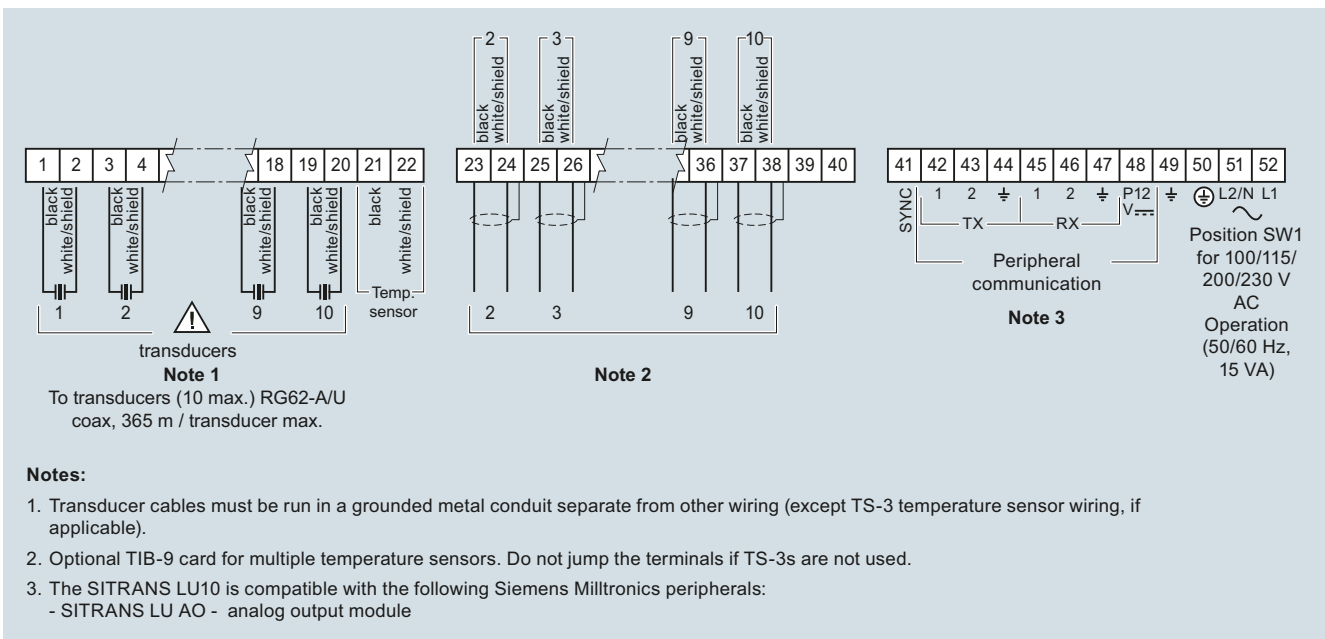 2 3 9 10
black white/shield black white/shield black white/shield black white/shield
1 2 3 4 18 19 20 21 22
23 24 25 26 36 37 38 39 40
41 42 43 44 45 46 47 48 49 50 51 52
black white/shield black white/shield black white/shield black white/shield black white/shield
Temp.
sensor
1 2 9 10
transducers
Note 1
To transducers (10 max.) RG62-A/U
coax, 365 m / transducer max.
2 3 9 10
Note 2
SYNC 1 2 1 2 P12 L2/N L1
V
TX RX
Peripheral
communication
Note 3
Position SW1
for 100/115/
200/230 V
AC
Operation
(50/60 Hz,
15 VA)
Notes:
1. Transducer cables must be run in a grounded metal conduit separate from other wiring (except TS-3 temperature sensor wiring, if
applicable).
2. Optional TIB-9 card for multiple temperature sensors. Do not jump the terminals if TS-3s are not used.
3. The SITRANS LU10 is compatible with the following Siemens Milltronics peripherals:
- SITRANS LU AO - analog output module